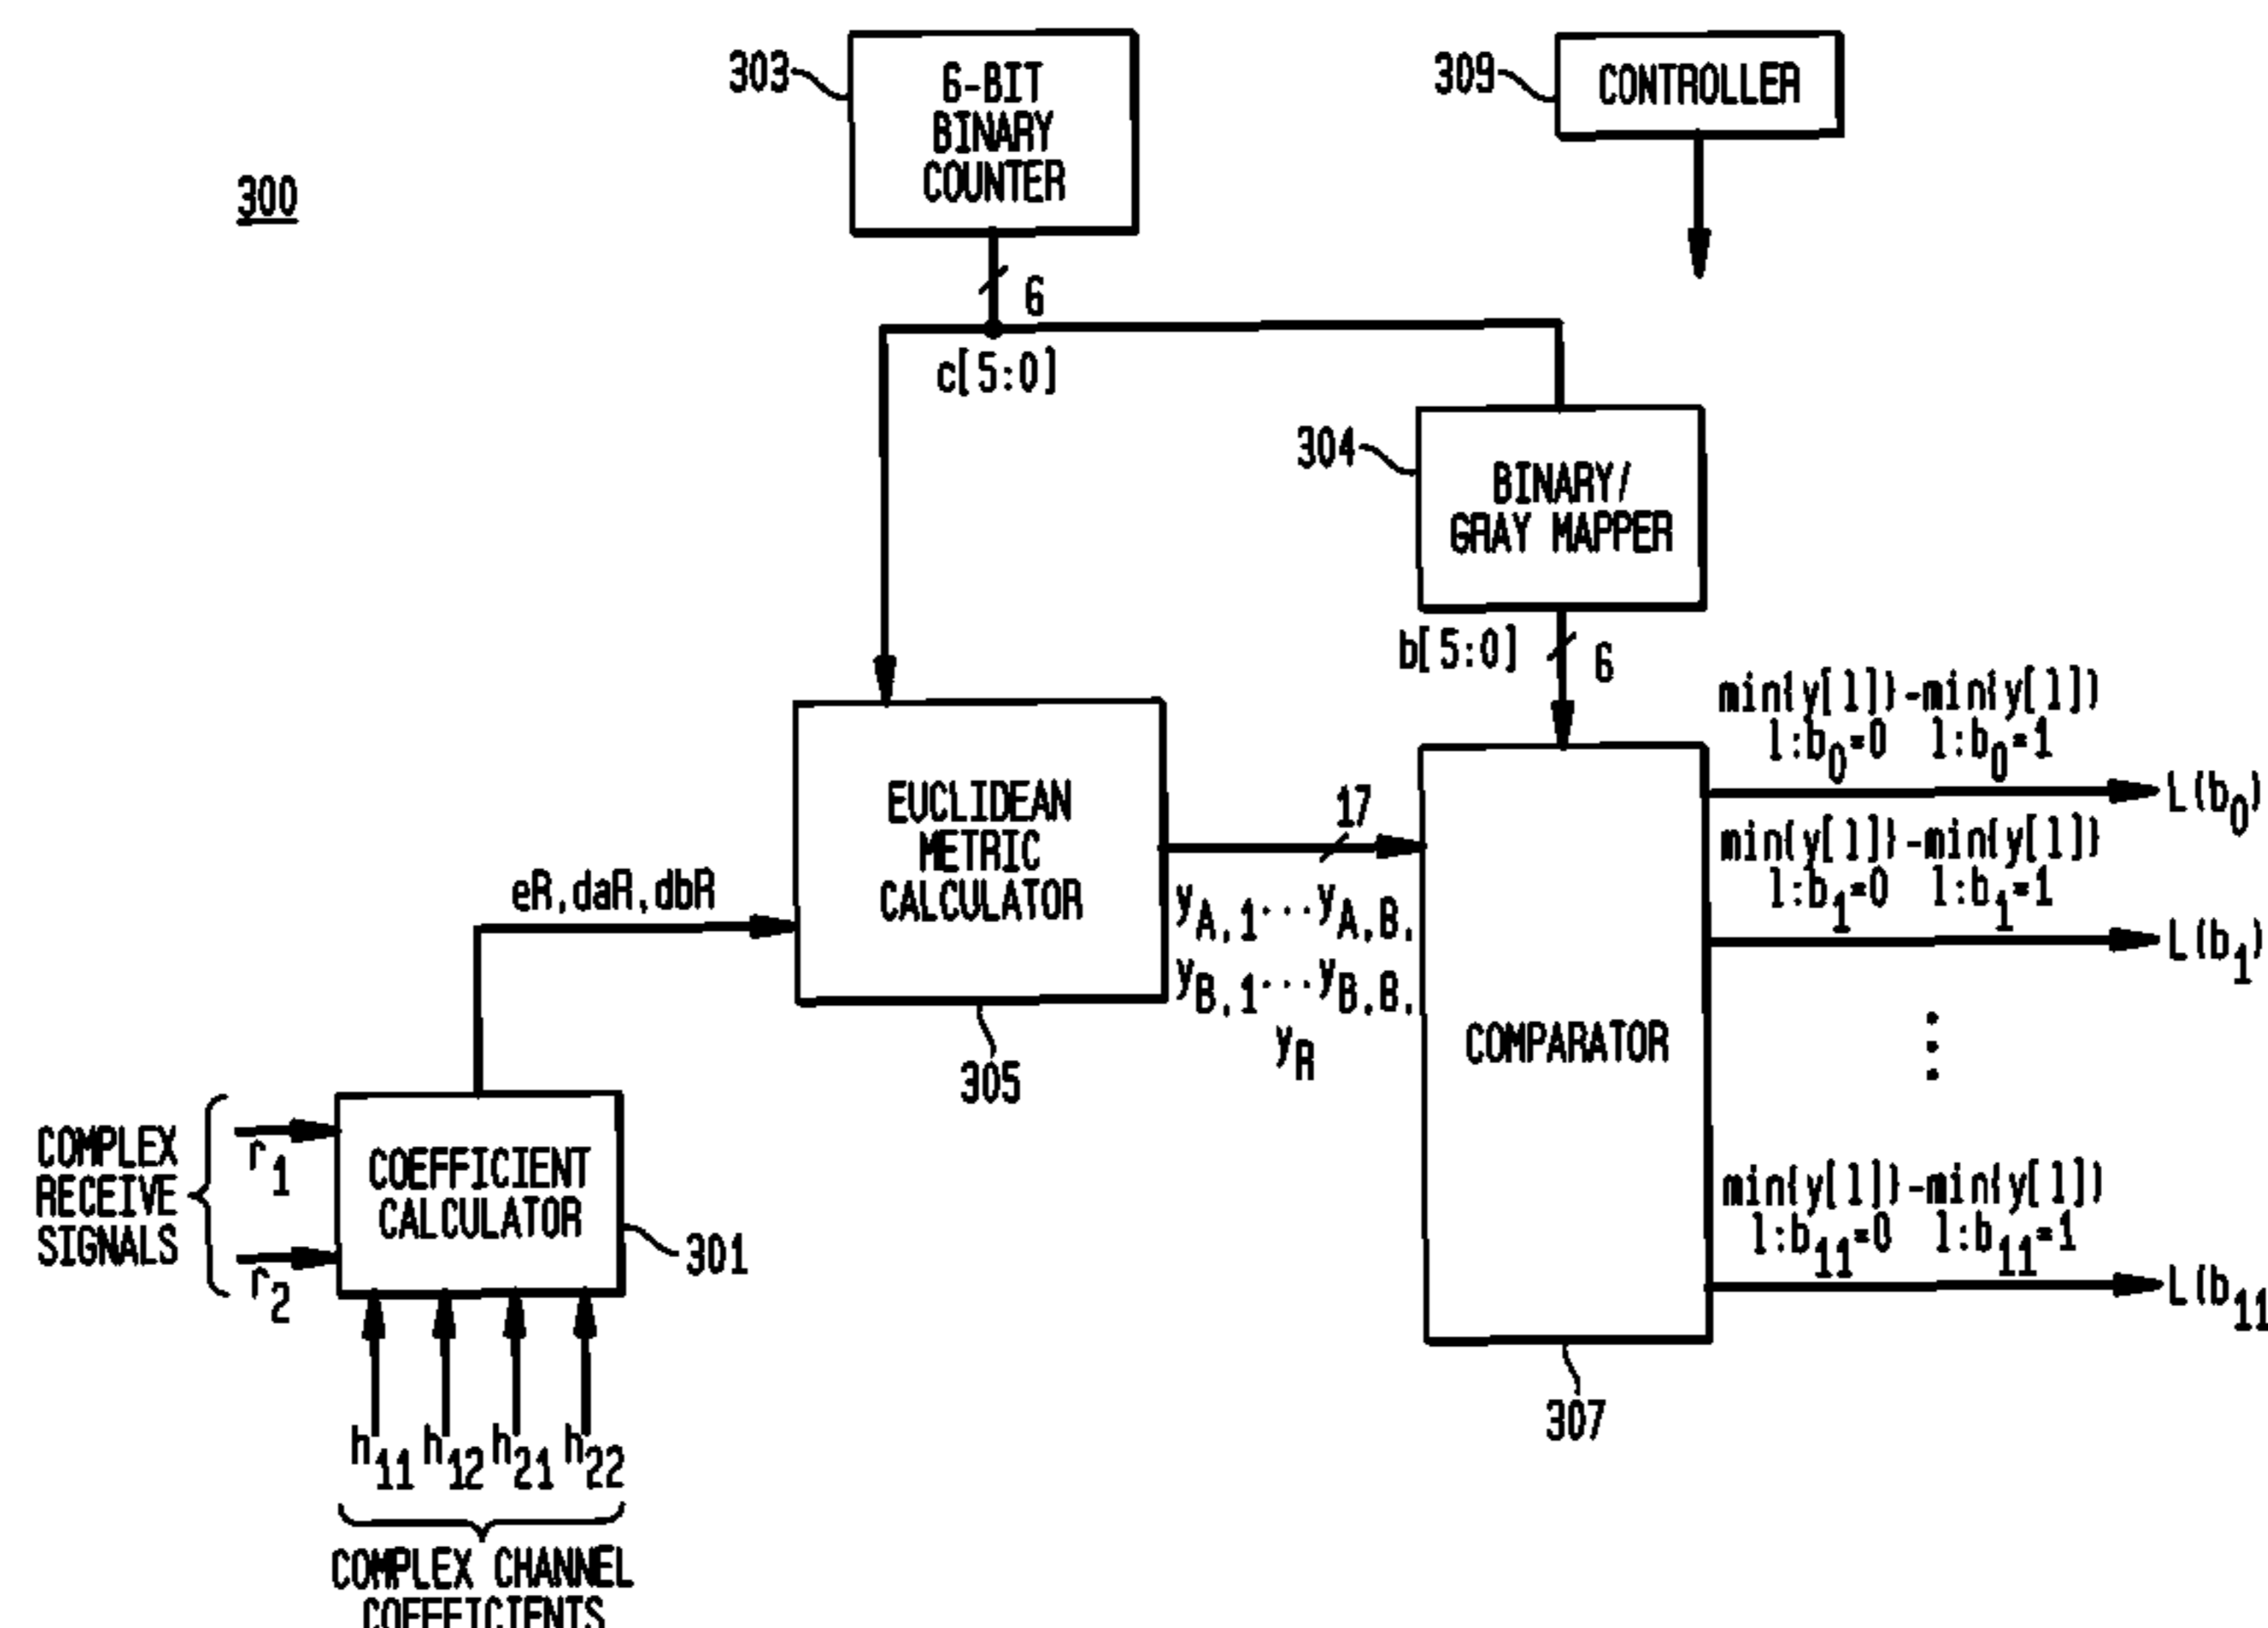 303
6-BIT
BINARY
COUNTER
309
CONTROLLER
300
6
c[5:0]
304
BINARY/
GRAY MAPPER
b[5:0]
6
min{y[l]}-min{y[l]}
l:b0=0 l:b0=1
L(b0)
EUCLIDEAN
METRIC
CALCULATOR
17
min{y[l]}-min{y[l]}
l:b1=0 l:b1=1
L(b1)
eR,daR,dbR
yA,1...yA,8,
yB,1...yB,8,
yR
305
COMPARATOR
COMPLEX
RECEIVE
SIGNALS
r1
r2
COEFFICIENT
CALCULATOR
301
min{y[l]}-min{y[l]}
l:b11=0 l:b11=1
L(b11
307
h11 h12 h21 h22
COMPLEX CHANNEL
COEFFICIENTS